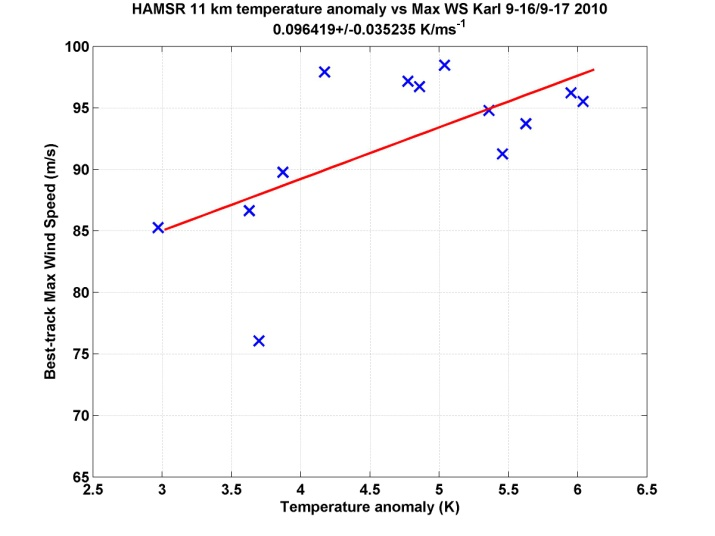 HAMSR 11 km temperature anomaly vs Max WS Karl 9-16/9-17 2010
0.096419+/-0.035235 K/ms-1
Best-track Max Wind Speed (m/s)
100
95
90
85
80
75
70
65
2.5 3 3.5 4 4.5 5 5.5 6 6.5
Temperature anomaly (K)